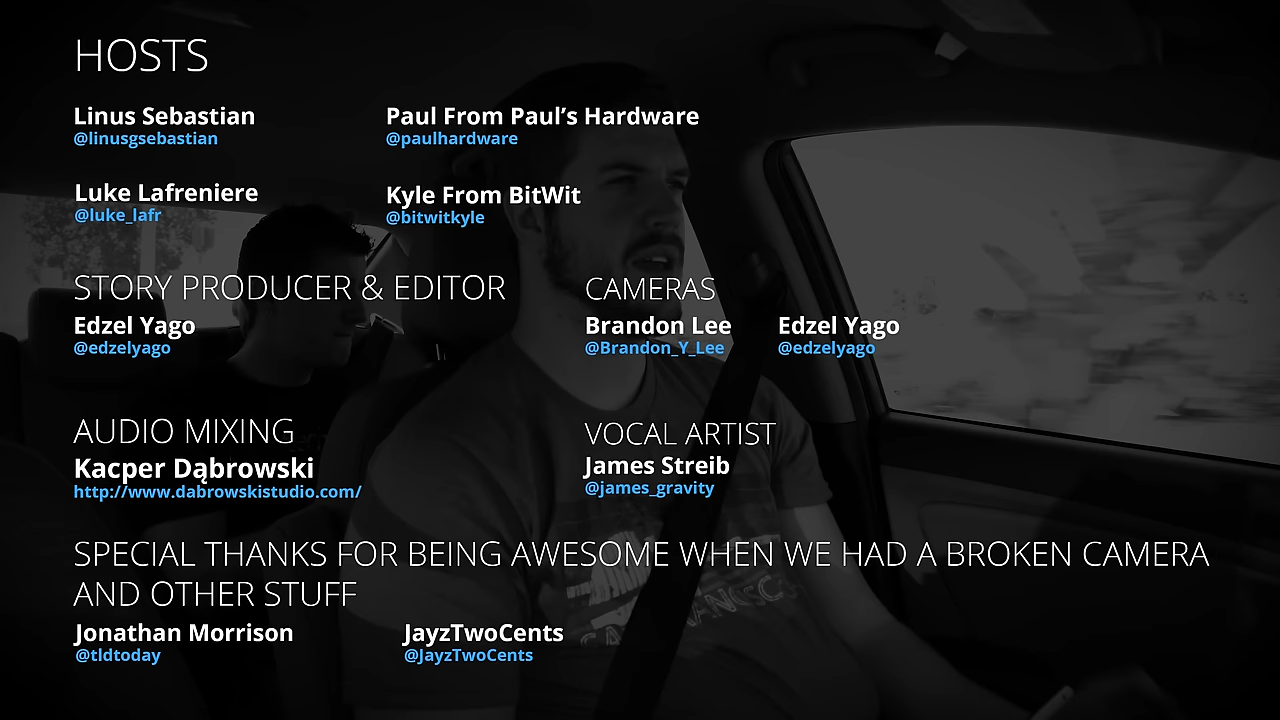 HOSTS
Linus Sebastian
@linusgsebastian
Paul From Paul's Hardware
@paulhardware
Luke Lafreniere
@luke_lafr
Kyle From BitWit
@bitwitkyle
STORY PRODUCER & EDITOR
Edzel Yago
@edzelyago
CAMERAS
Brandon Lee
@Brandon_Y_Lee
Edzel Yago
@edzelyago
AUDIO MIXING
Kacper Dąbrowski
http://www.dabrowskistudio.com/
VOCAL ARTIST
James Streib
@james_gravity
SPECIAL THANKS FOR BEING AWESOME WHEN WE HAD A BROKEN CAMERA
AND OTHER STUFF
Jonathan Morrison
@tldtoday
JayzTwoCents
@JayzTwoCents